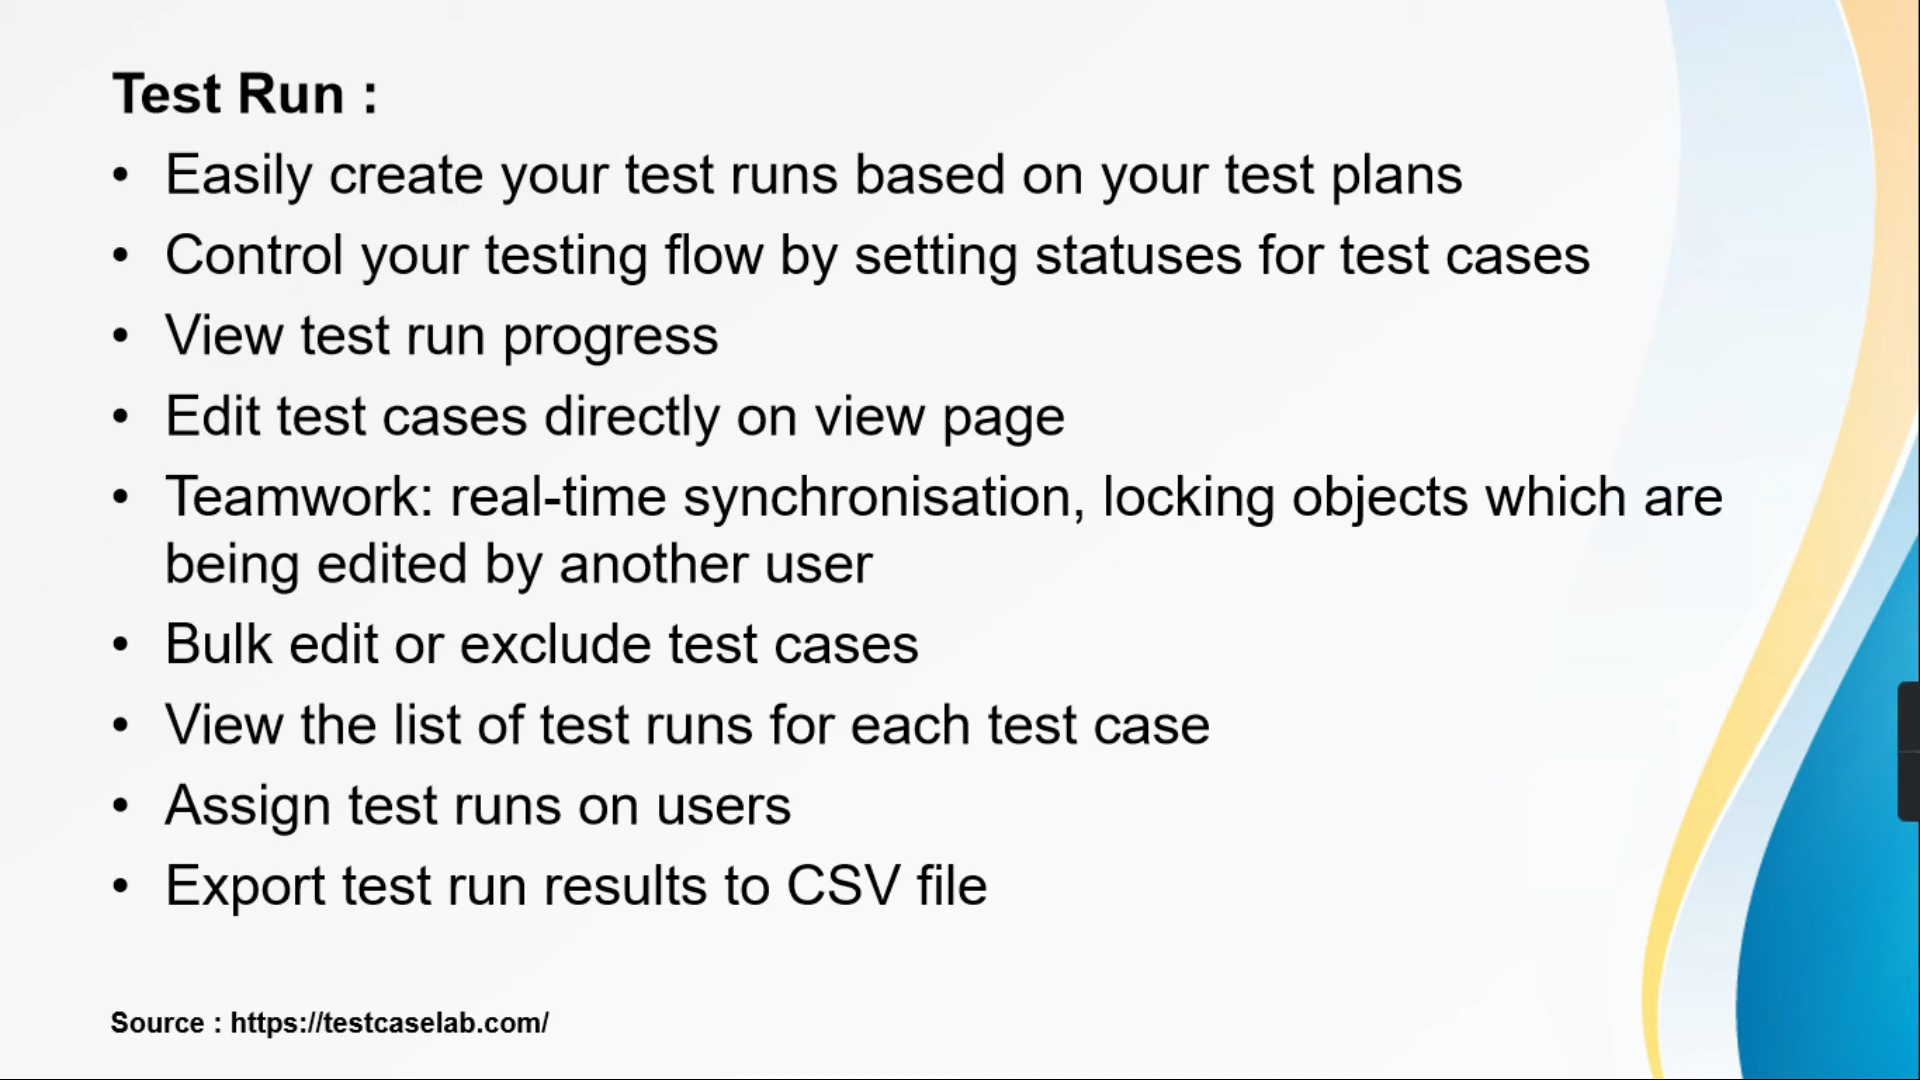 Test Run :
• Easily create your test runs based on your test plans
• Control your testing flow by setting statuses for test cases
• View test run progress
• Edit test cases directly on view page
• Teamwork: real-time synchronisation, locking objects which are
being edited by another user
• Bulk edit or exclude test cases
• View the list of test runs for each test case
• Assign test runs on users
• Export test run results to CSV file
Source : https://testcaselab.com/